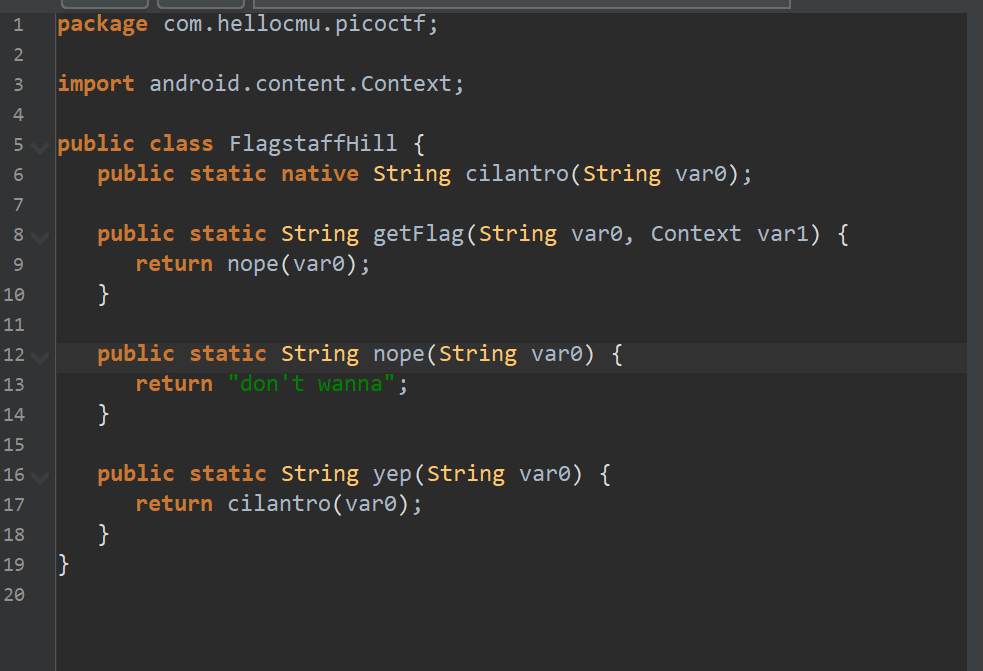 1 package com.hellocmu.picoctf;
2
3 import android.content.Context;
4
5 public class FlagstaffHill {
6    public static native String cilantro(String var0);
7
8    public static String getFlag(String var0, Context var1) {
9       return nope(var0);
10    }
11
12    public static String nope(String var0) {
13       return "don't wanna";
14    }
15
16    public static String yep(String var0) {
17       return cilantro(var0);
18    }
19 }
20